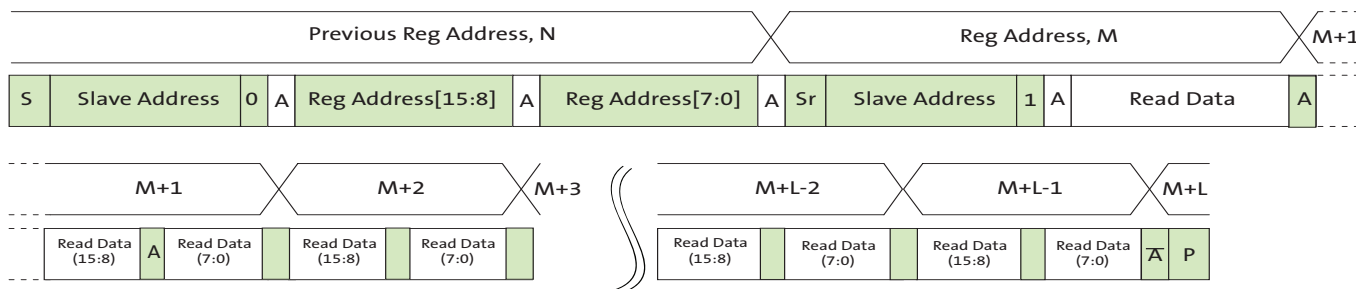 Previous Reg Address, N Reg Address, M M+1
S Slave Address 0 A Reg Address[15:8] A Reg Address[7:0] A Sr Slave Address 1 A Read Data A
M+1 M+2 M+3 M+L-2 M+L-1 M+L
Read Data (15:8) A Read Data (7:0) Read Data (15:8) Read Data (7:0) Read Data (15:8) Read Data (7:0) Read Data (15:8) Read Data (7:0) A̅ P